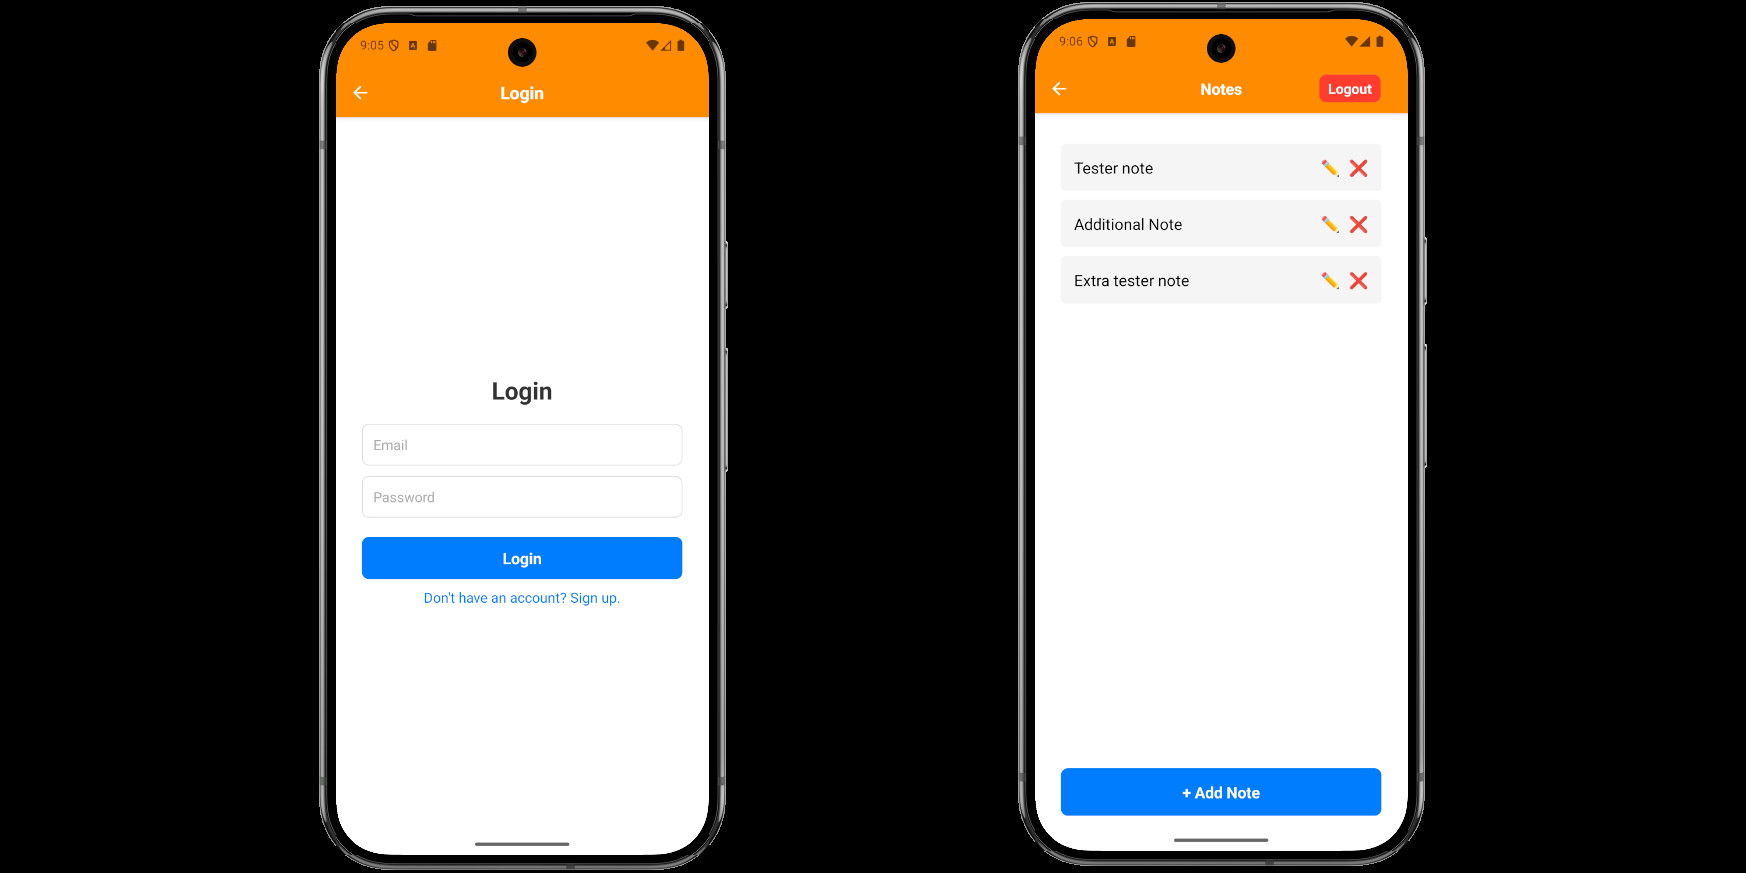 9:05
Login
Login
Email
Password
Login
Don't have an account? Sign up.
9:06
Notes
Logout
Tester note
Additional Note
Extra tester note
+ Add Note